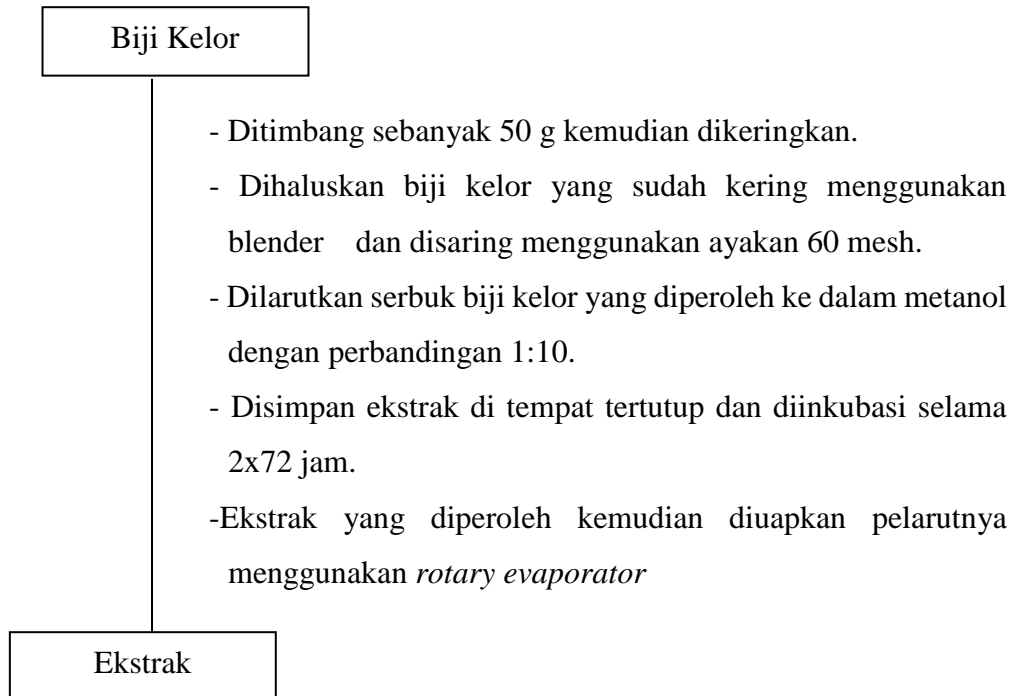 Biji Kelor
- Ditimbang sebanyak 50 g kemudian dikeringkan.
- Dihaluskan biji kelor yang sudah kering menggunakan
blender dan disaring menggunakan ayakan 60 mesh.
- Dilarutkan serbuk biji kelor yang diperoleh ke dalam metanol
dengan perbandingan 1:10.
- Disimpan ekstrak di tempat tertutup dan diinkubasi selama
2x72 jam.
-Ekstrak yang diperoleh kemudian diuapkan pelarutnya
menggunakan rotary evaporator
Ekstrak